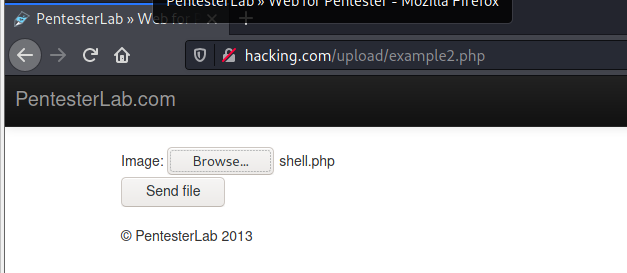 PentesterLab » Web for Pentester - Mozilla Firefox
PentesterLab » Web for
hacking.com/upload/example2.php
PentesterLab.com
Image: Browse... shell.php
Send file
© PentesterLab 2013